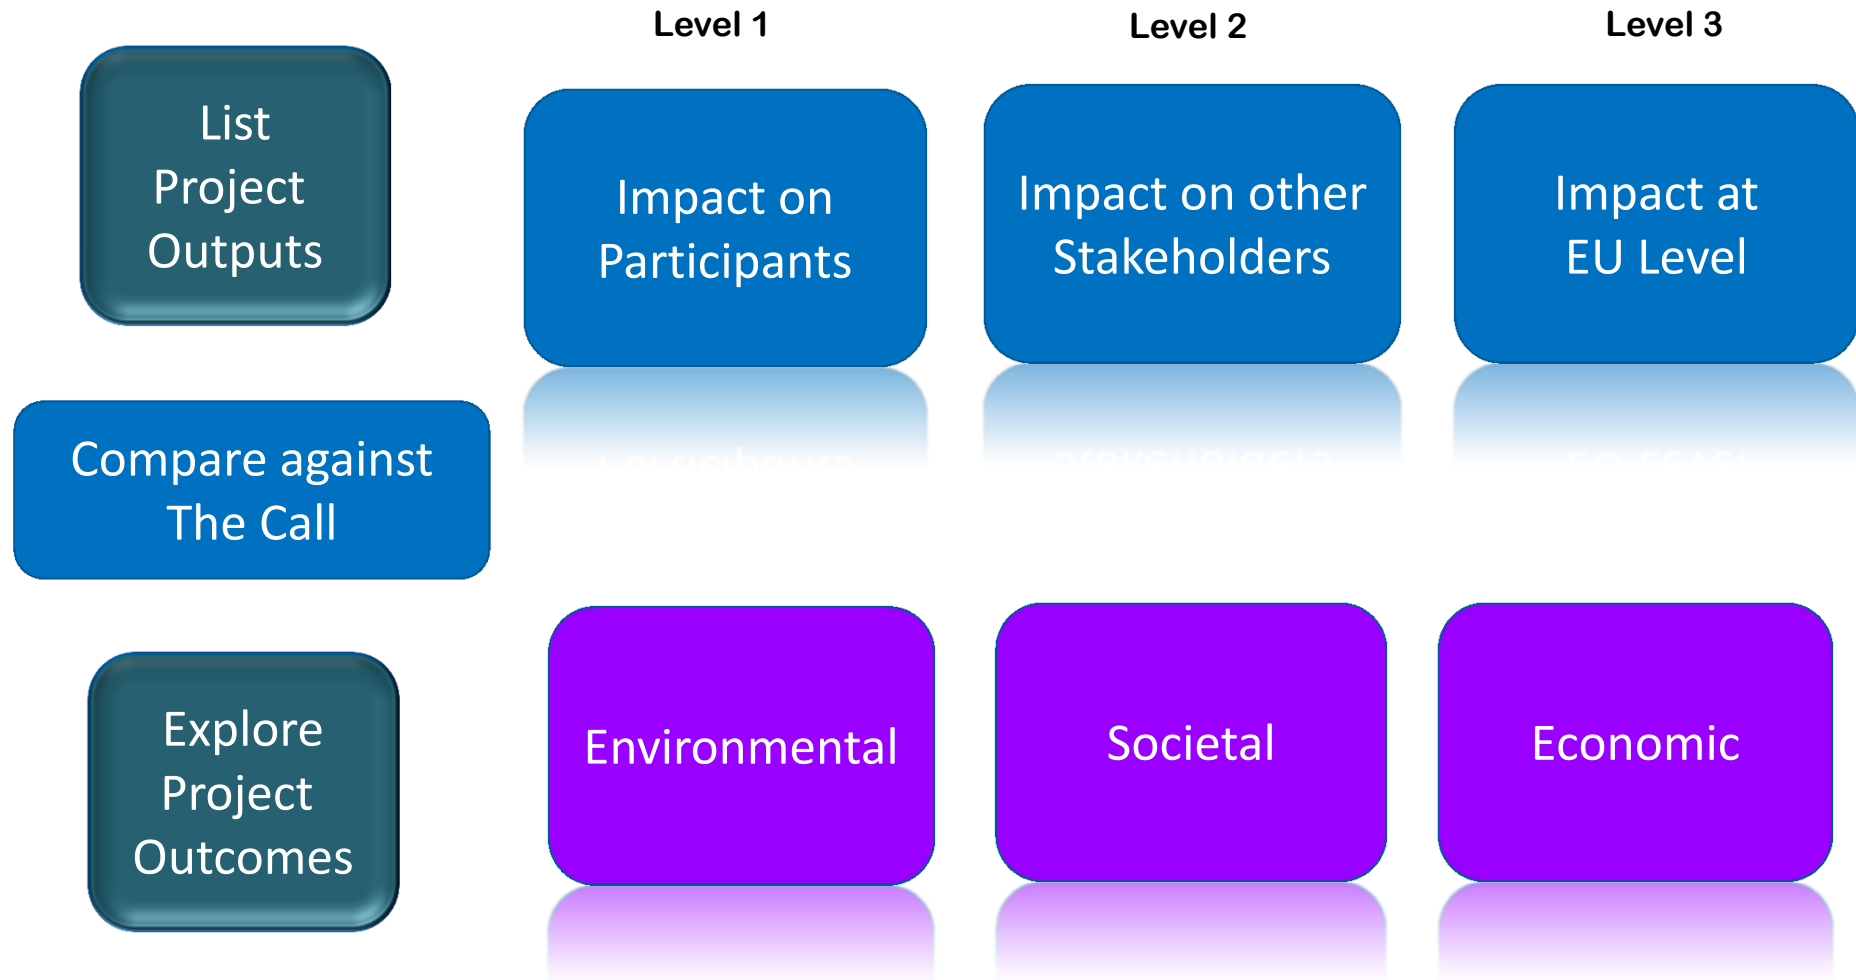 Level 1
Level 2
Level 3
List
Project
Outputs
Impact on
Participants
Impact on other
Stakeholders
Impact at
EU Level
Compare against
The Call
Explore
Project
Outcomes
Environmental
Societal
Economic